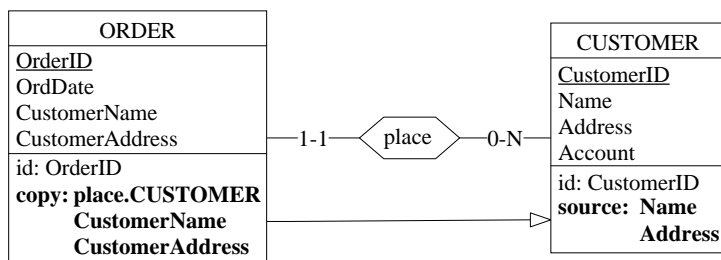 ORDER
OrderID
OrdDate
CustomerName
CustomerAddress
id: OrderID
copy: place.CUSTOMER
CustomerName
CustomerAddress
1-1
place
0-N
CUSTOMER
CustomerID
Name
Address
Account
id: CustomerID
source: Name
Address